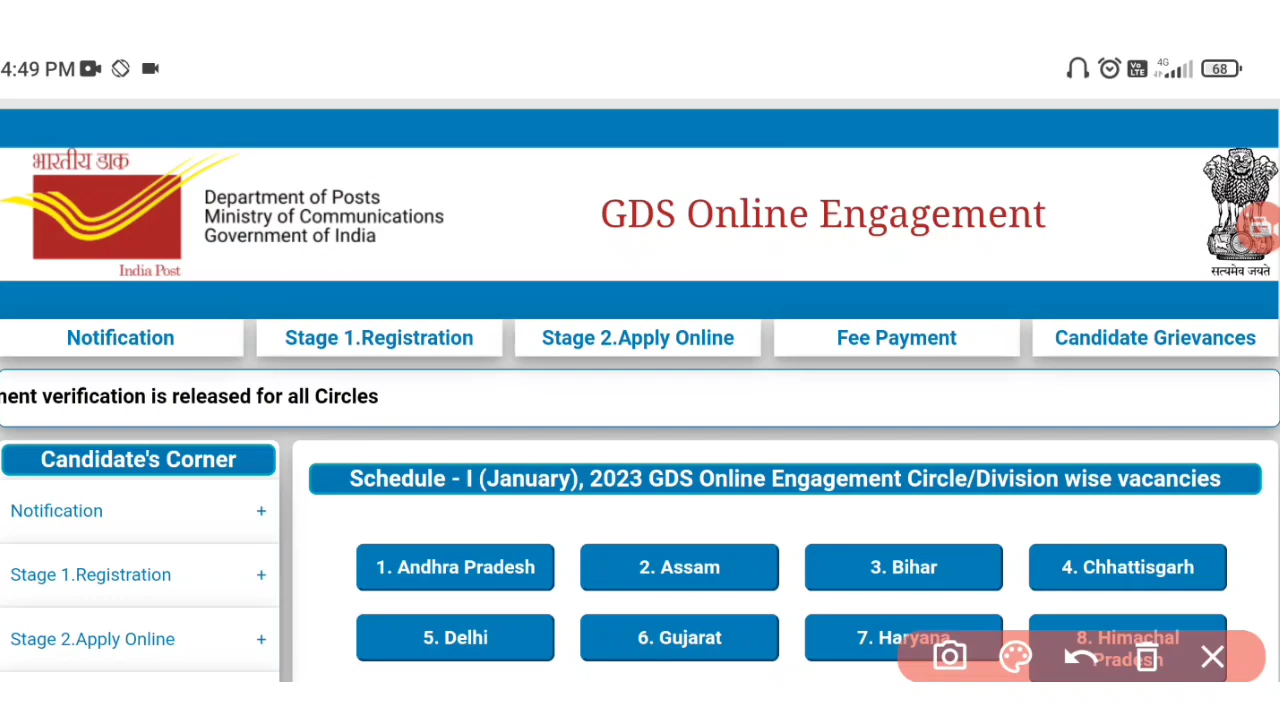 4:49 PM
4G
Vo LTE
68
भारतीय डाक
India Post
Department of Posts
Ministry of Communications
Government of India
GDS Online Engagement
सत्यमेव जयते
Notification
Stage 1.Registration
Stage 2.Apply Online
Fee Payment
Candidate Grievances
ment verification is released for all Circles
Candidate's Corner
Notification +
Stage 1.Registration +
Stage 2.Apply Online +
Schedule - I (January), 2023 GDS Online Engagement Circle/Division wise vacancies
1. Andhra Pradesh
2. Assam
3. Bihar
4. Chhattisgarh
5. Delhi
6. Gujarat
7. Haryana
8. Himachal
Pradesh